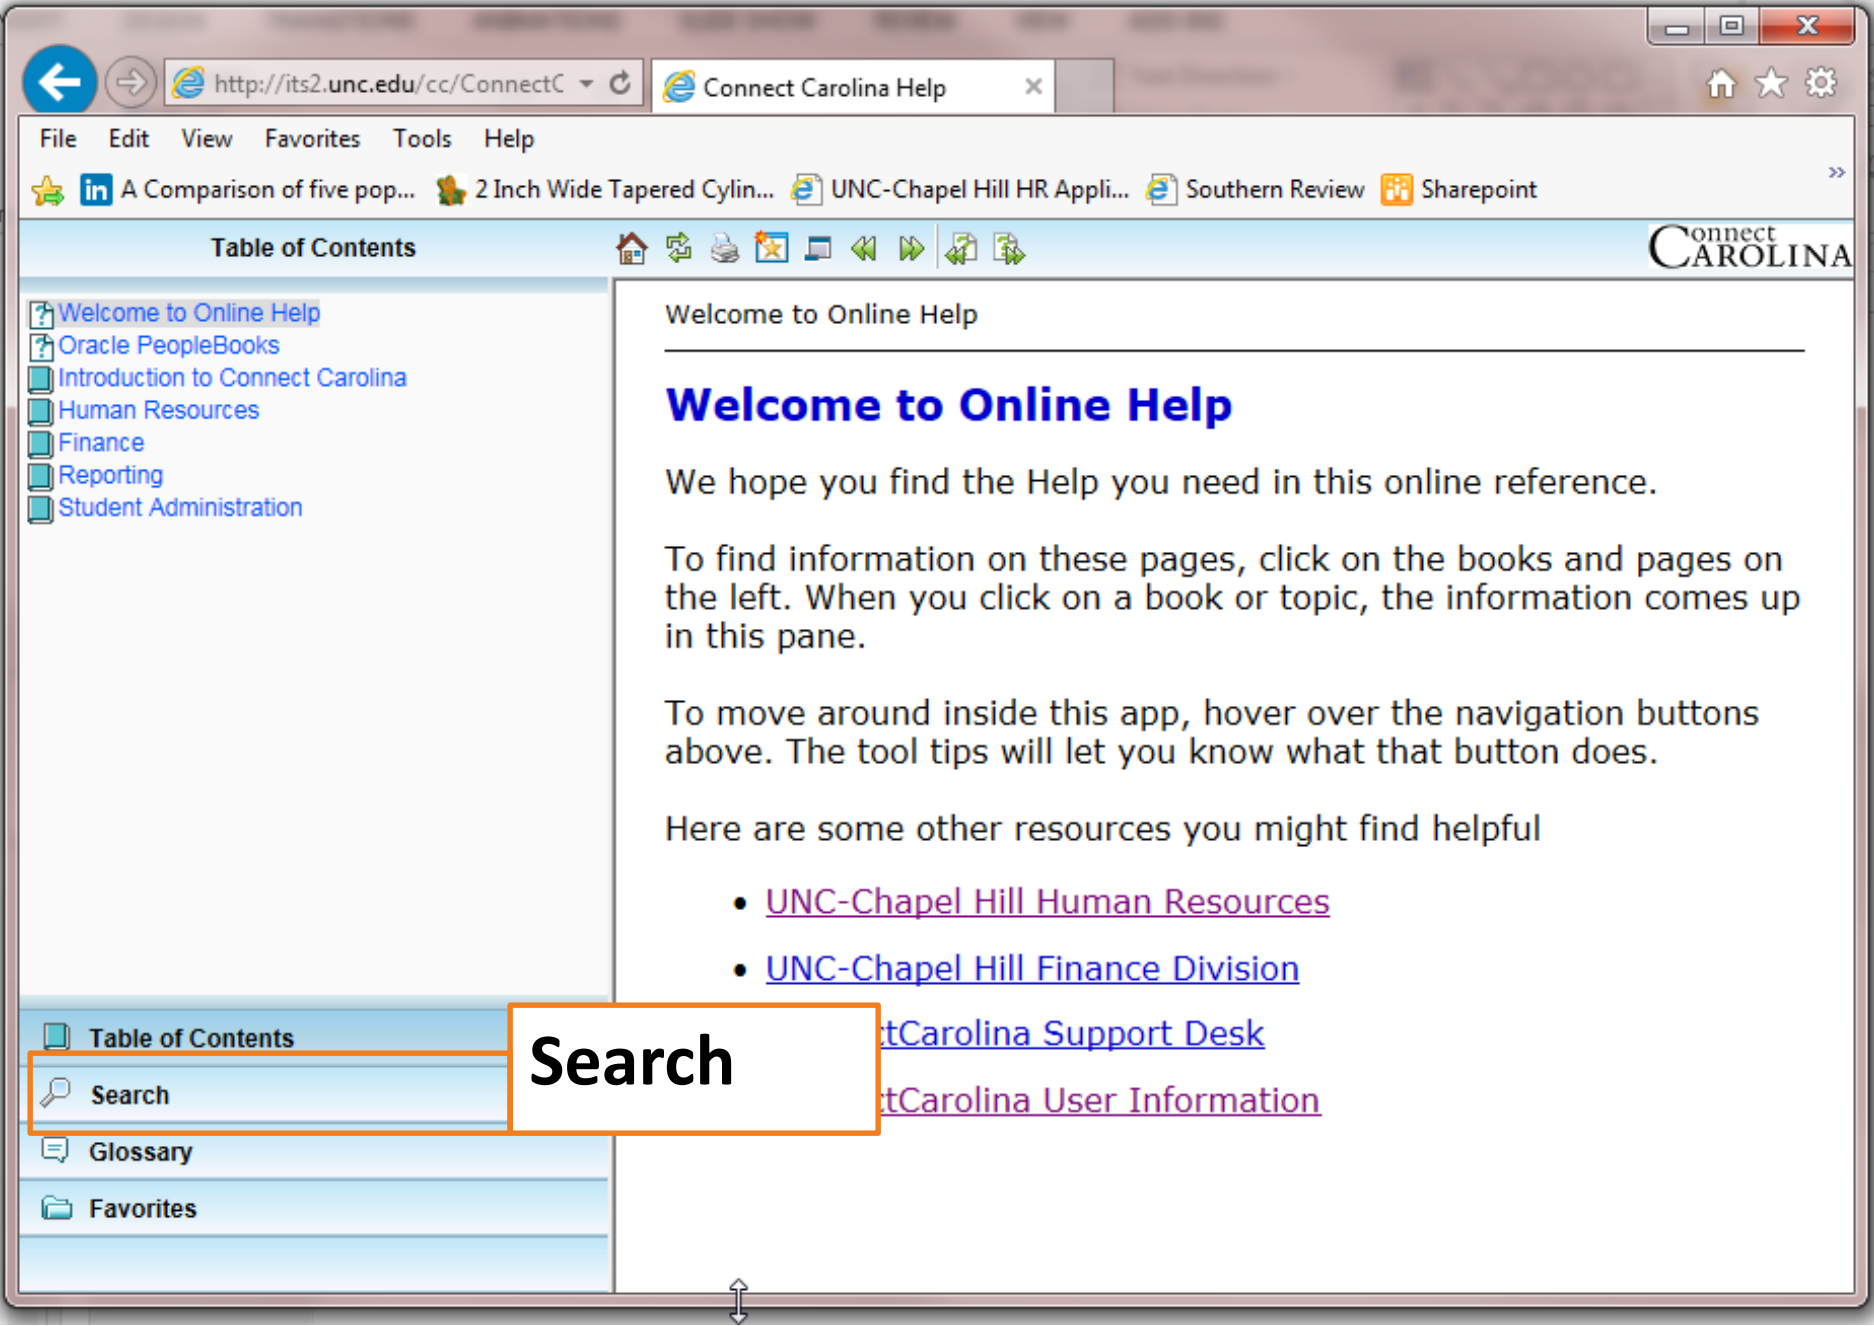 http://its2.unc.edu/cc/ConnectC
Connect Carolina Help
File Edit View Favorites Tools Help
A Comparison of five pop... 2 Inch Wide Tapered Cylin... UNC-Chapel Hill HR Appli... Southern Review Sharepoint
Table of Contents
Connect
CAROLINA
Welcome to Online Help
Oracle PeopleBooks
Introduction to Connect Carolina
Human Resources
Finance
Reporting
Student Administration
Welcome to Online Help
Welcome to Online Help
We hope you find the Help you need in this online reference.
To find information on these pages, click on the books and pages on
the left. When you click on a book or topic, the information comes up
in this pane.
To move around inside this app, hover over the navigation buttons
above. The tool tips will let you know what that button does.
Here are some other resources you might find helpful
• UNC-Chapel Hill Human Resources
• UNC-Chapel Hill Finance Division
tCarolina Support Desk
tCarolina User Information
Table of Contents
Search
Search
Glossary
Favorites